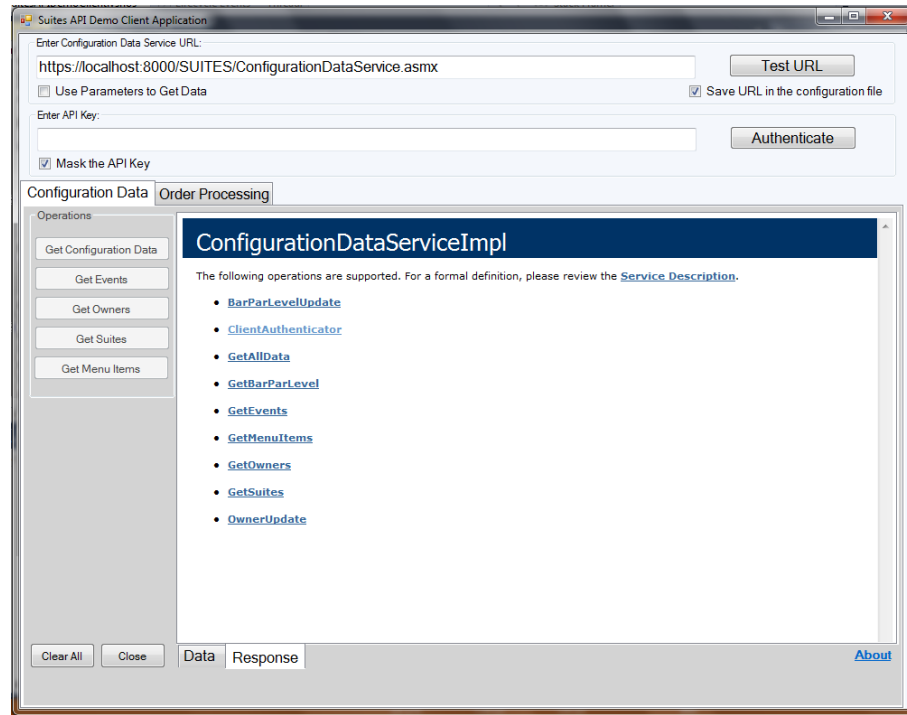 Suites API Demo Client Application
Enter Configuration Data Service URL:
https://localhost:8000/SUITES/ConfigurationDataService.asmx
Test URL
Use Parameters to Get Data
Save URL in the configuration file
Enter API Key:
Authenticate
Mask the API Key
Configuration Data
Order Processing
Operations
Get Configuration Data
Get Events
Get Owners
Get Suites
Get Menu Items
ConfigurationDataServiceImpl
The following operations are supported. For a formal definition, please review the Service Description.
BarParLevelUpdate
ClientAuthenticator
GetAllData
GetBarParLevel
GetEvents
GetMenuItems
GetOwners
GetSuites
OwnerUpdate
Clear All
Close
Data
Response
About